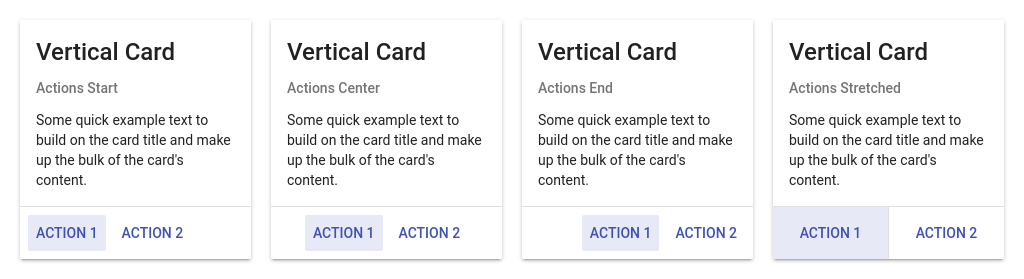 Vertical Card
Actions Start
Some quick example text to
build on the card title and make
up the bulk of the card's
content.
ACTION 1 ACTION 2
Vertical Card
Actions Center
Some quick example text to
build on the card title and make
up the bulk of the card's
content.
ACTION 1 ACTION 2
Vertical Card
Actions End
Some quick example text to
build on the card title and make
up the bulk of the card's
content.
ACTION 1 ACTION 2
Vertical Card
Actions Stretched
Some quick example text to
build on the card title and make
up the bulk of the card's
content.
ACTION 1 ACTION 2